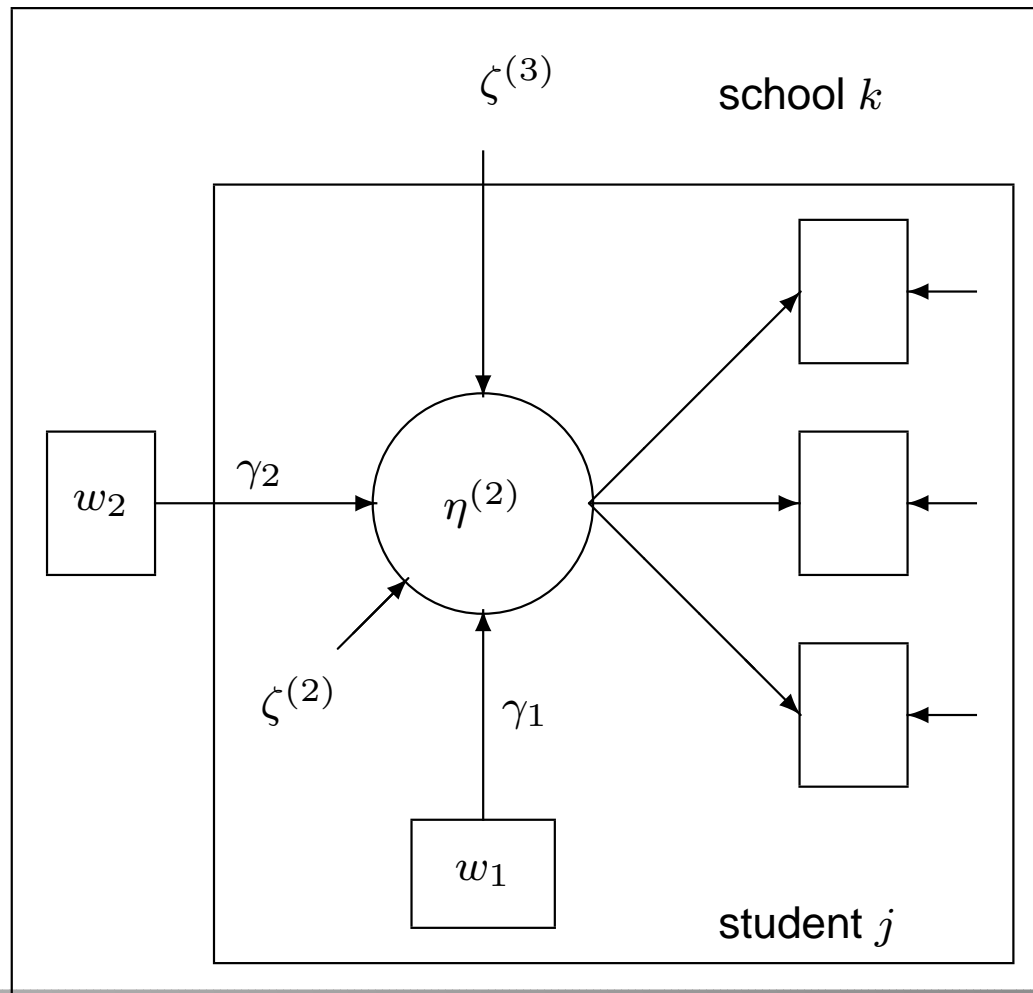 ζ^(3)
school k
γ₂
w₂
η^(2)
ζ^(2)
γ₁
w₁
student j